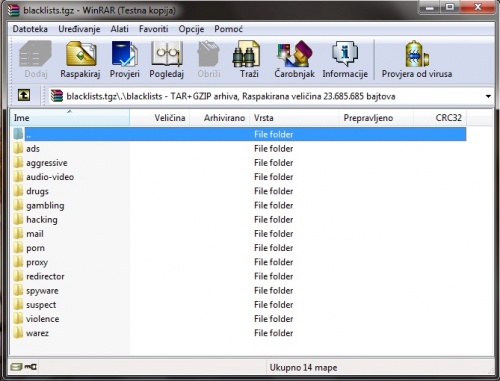 blacklists.tgz - WinRAR (Testna kopija)
Datoteka Uređivanje Alati Favoriti Opcije Pomoć
Dodaj Raspakiraj Provjeri Pogledaj Obriši Traži Čarobnjak Informacije Provjera od virusa
blacklists.tgz\.\blacklists - TAR+GZIP arhiva, Raspakirana veličina 23.685.685 bajtova
Ime Veličina Arhivirano Vrsta Prepravljeno CRC32
.. File folder
ads File folder
aggressive File folder
audio-video File folder
drugs File folder
gambling File folder
hacking File folder
mail File folder
porn File folder
proxy File folder
redirector File folder
spyware File folder
suspect File folder
violence File folder
warez File folder
Ukupno 14 mape